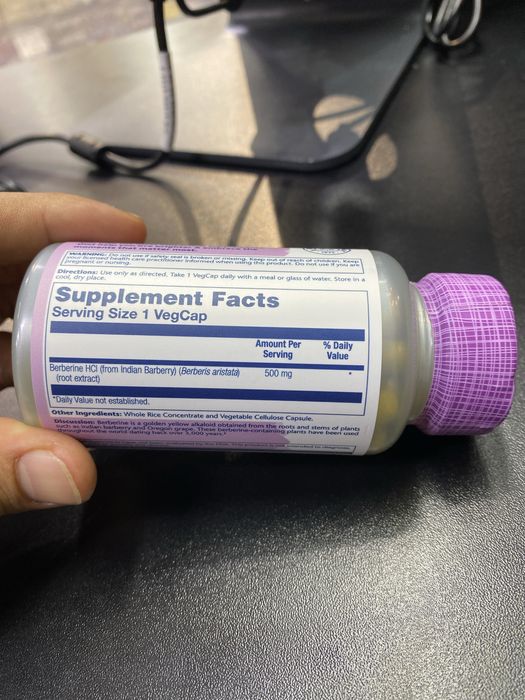 moments that matter most.
WARNING: Do not use if safety seal is broken or missing. Keep out of reach of children. Keep
your licensed health care practitioner informed when using this product. Do not use if you are
pregnant or nursing.
Directions: Use only as directed. Take 1 VegCap daily with a meal or glass of water. Store in a
cool, dry place.
Supplement Facts
Serving Size 1 VegCap
Amount Per % Daily
Serving Value
Berberine HCl (from Indian Barberry) (Berberis aristata) 500 mg *
(root extract)
*Daily Value not established.
Other Ingredients: Whole Rice Concentrate and Vegetable Cellulose Capsule.
Discussion: Berberine is a golden yellow alkaloid obtained from the roots and stems of plants
such as Indian barberry and Oregon grape. These berberine-containing plants have been used
throughout the world dating back over 3,000 years.*